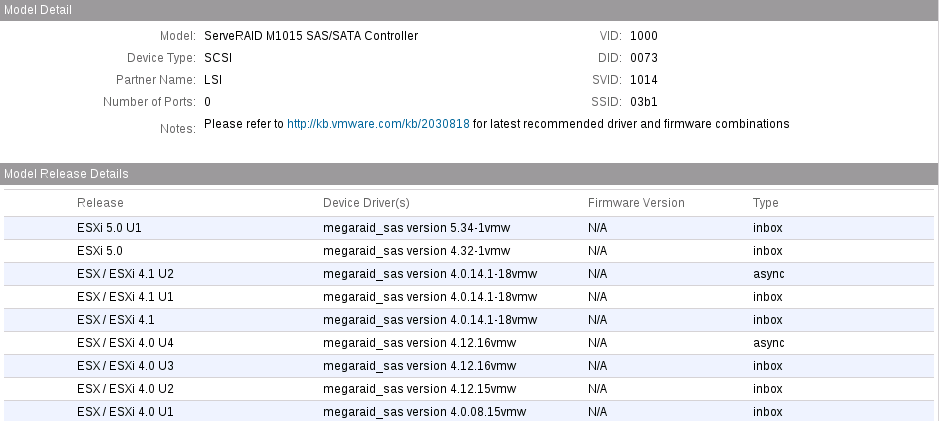 Model Detail
Model: ServeRAID M1015 SAS/SATA Controller VID: 1000
Device Type: SCSI DID: 0073
Partner Name: LSI SVID: 1014
Number of Ports: 0 SSID: 03b1
Notes: Please refer to http://kb.vmware.com/kb/2030818 for latest recommended driver and firmware combinations
Model Release Details
Release Device Driver(s) Firmware Version Type
ESXi 5.0 U1 megaraid_sas version 5.34-1vmw N/A inbox
ESXi 5.0 megaraid_sas version 4.32-1vmw N/A inbox
ESX / ESXi 4.1 U2 megaraid_sas version 4.0.14.1-18vmw N/A async
ESX / ESXi 4.1 U1 megaraid_sas version 4.0.14.1-18vmw N/A inbox
ESX / ESXi 4.1 megaraid_sas version 4.0.14.1-18vmw N/A inbox
ESX / ESXi 4.0 U4 megaraid_sas version 4.12.16vmw N/A async
ESX / ESXi 4.0 U3 megaraid_sas version 4.12.16vmw N/A inbox
ESX / ESXi 4.0 U2 megaraid_sas version 4.12.15vmw N/A inbox
ESX / ESXi 4.0 U1 megaraid_sas version 4.0.08.15vmw N/A inbox